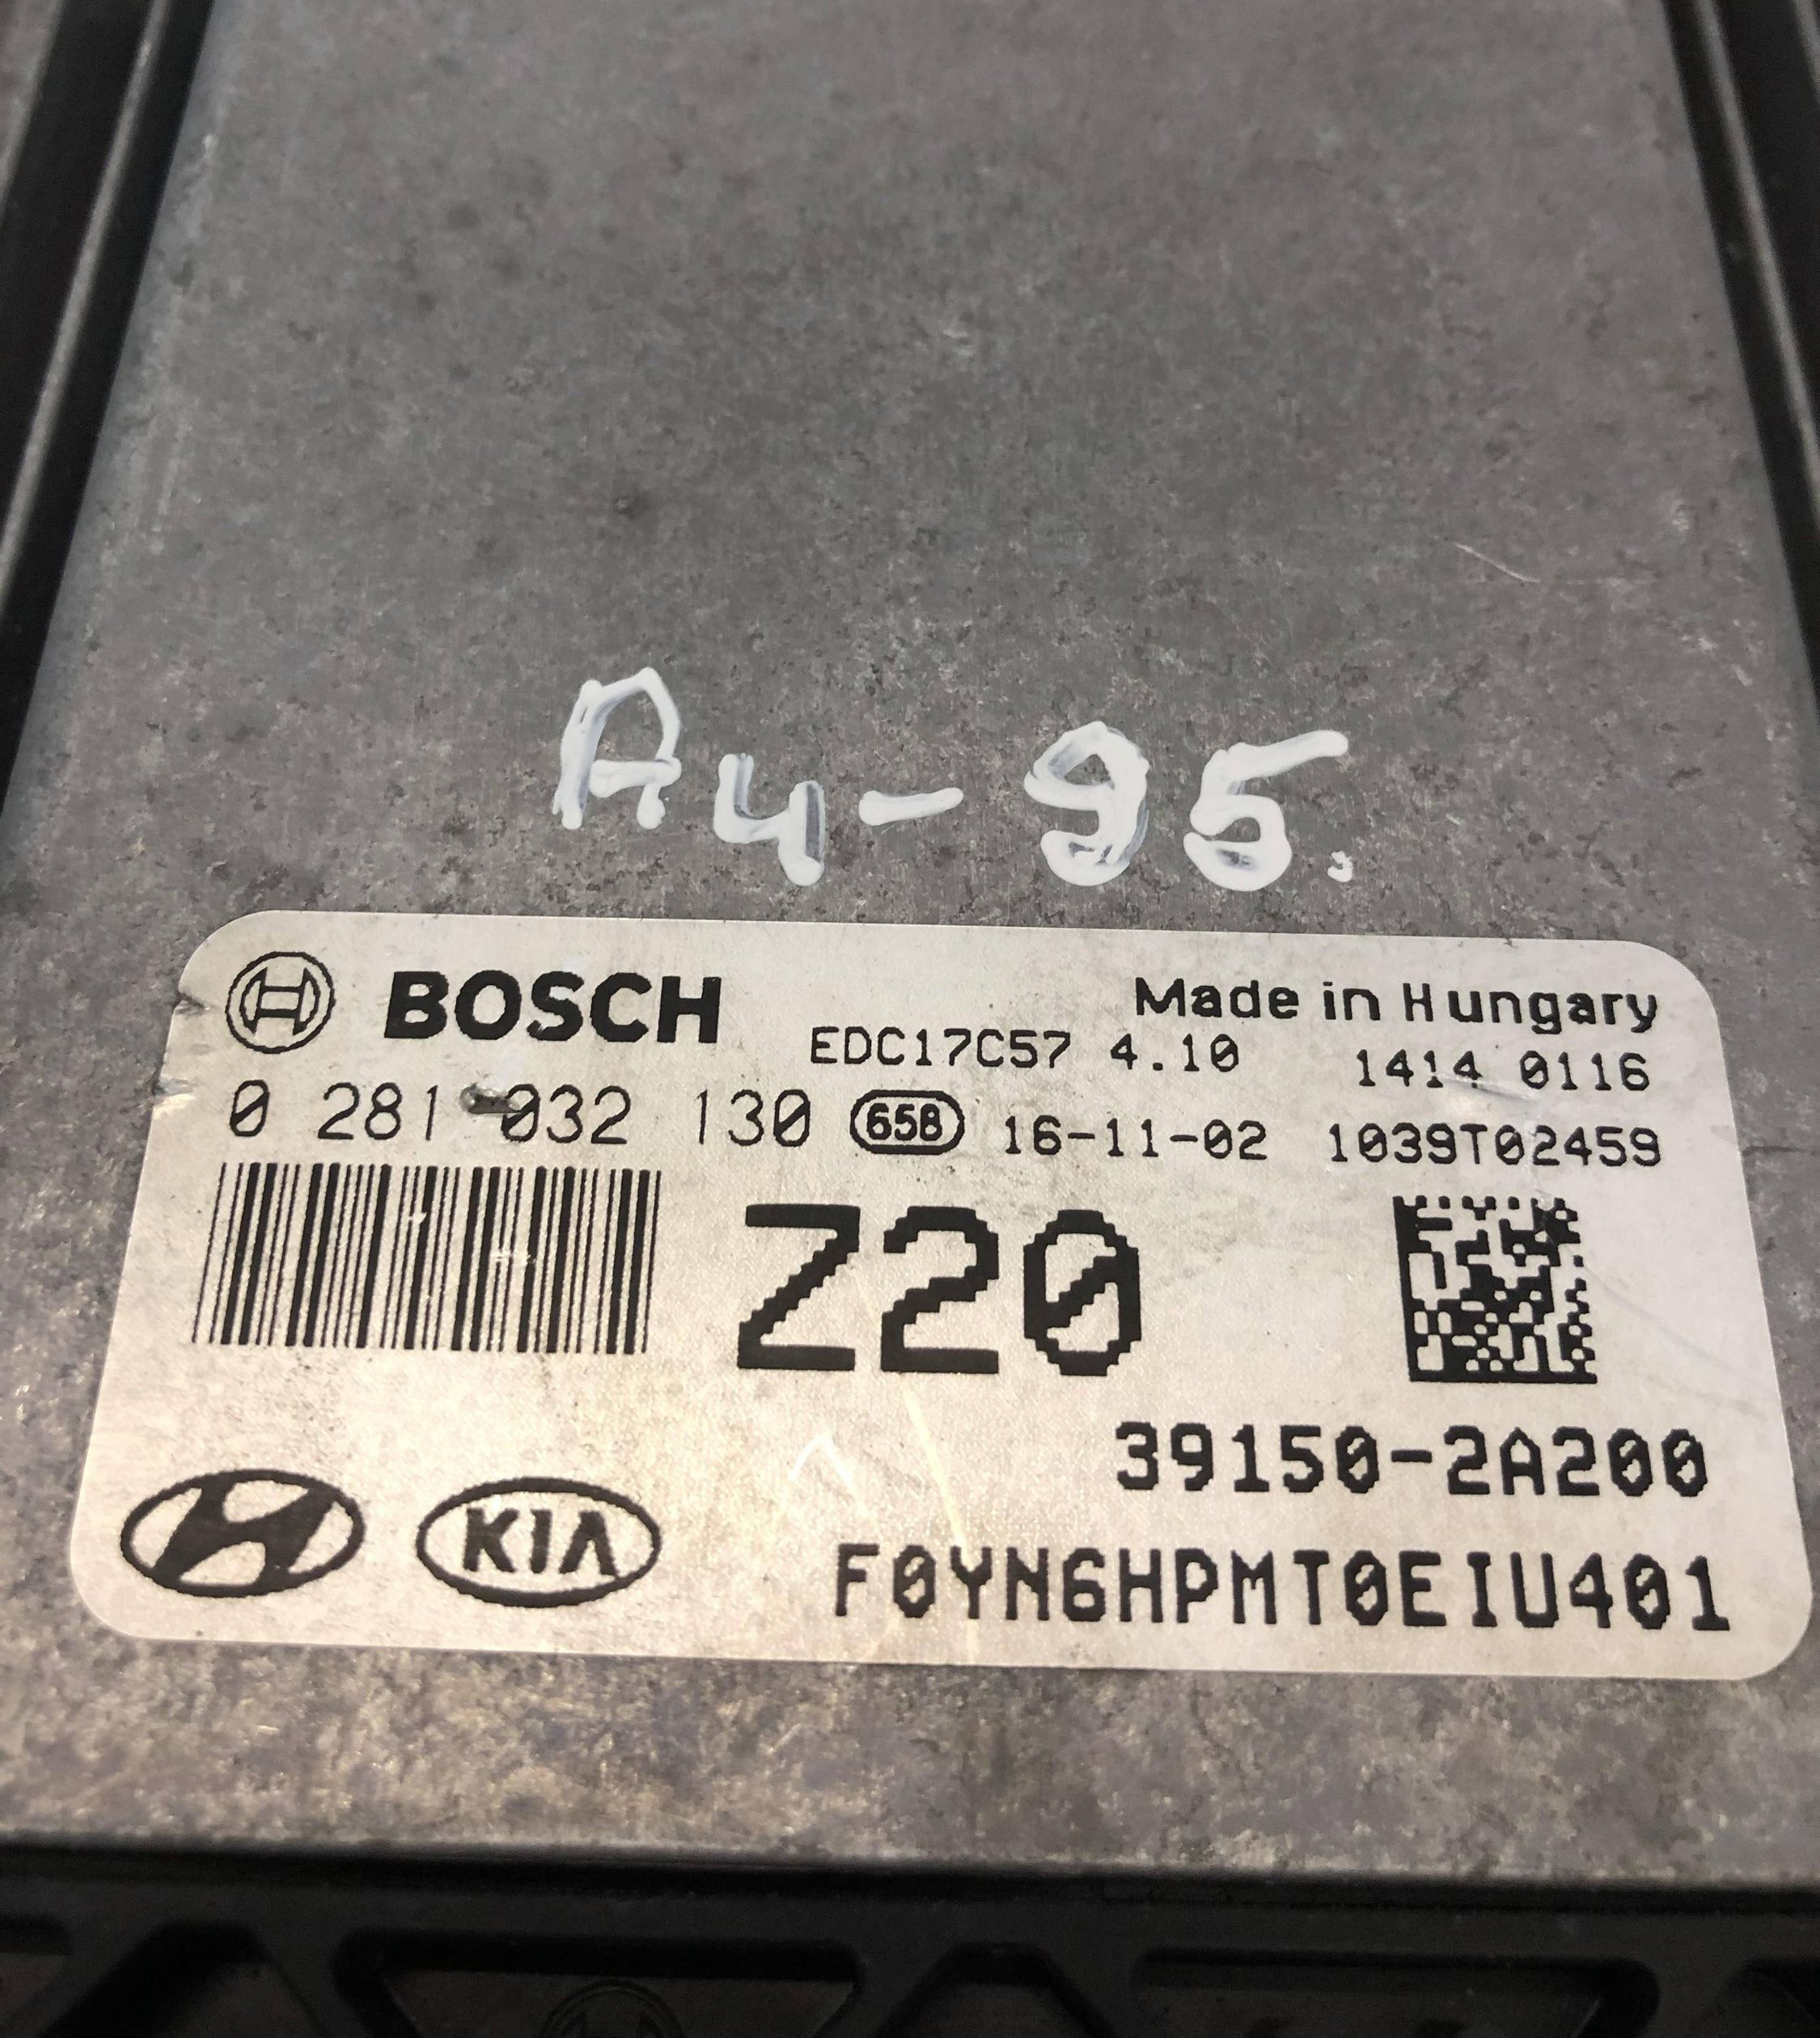 A4-95.
BOSCH
Made in Hungary
EDC17C57 4.10
1414 0116
0 281 032 130
65B
16-11-02
1039T02459
Z20
39150-2A200
KIA
F0YN6HPMT0EIU401